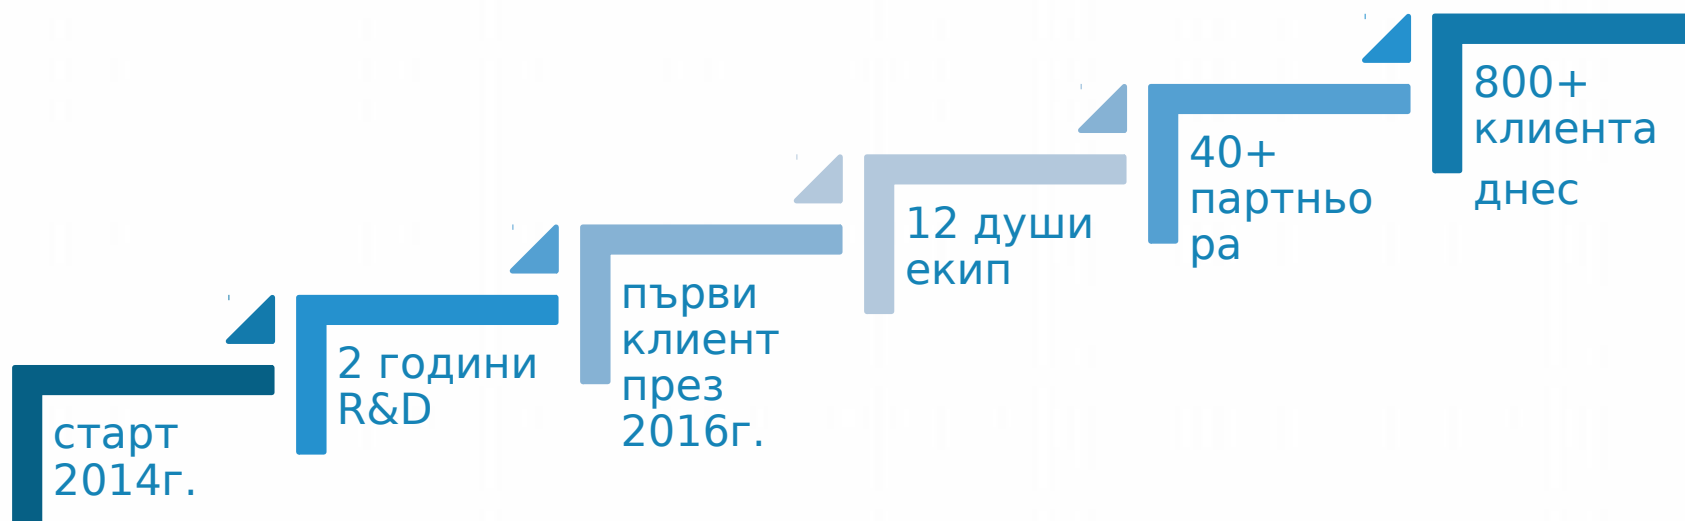 старт
2014г.
2 години
R&D
първи
клиент
през
2016г.
12 души
екип
40+
партньо
ра
800+
клиента
днес